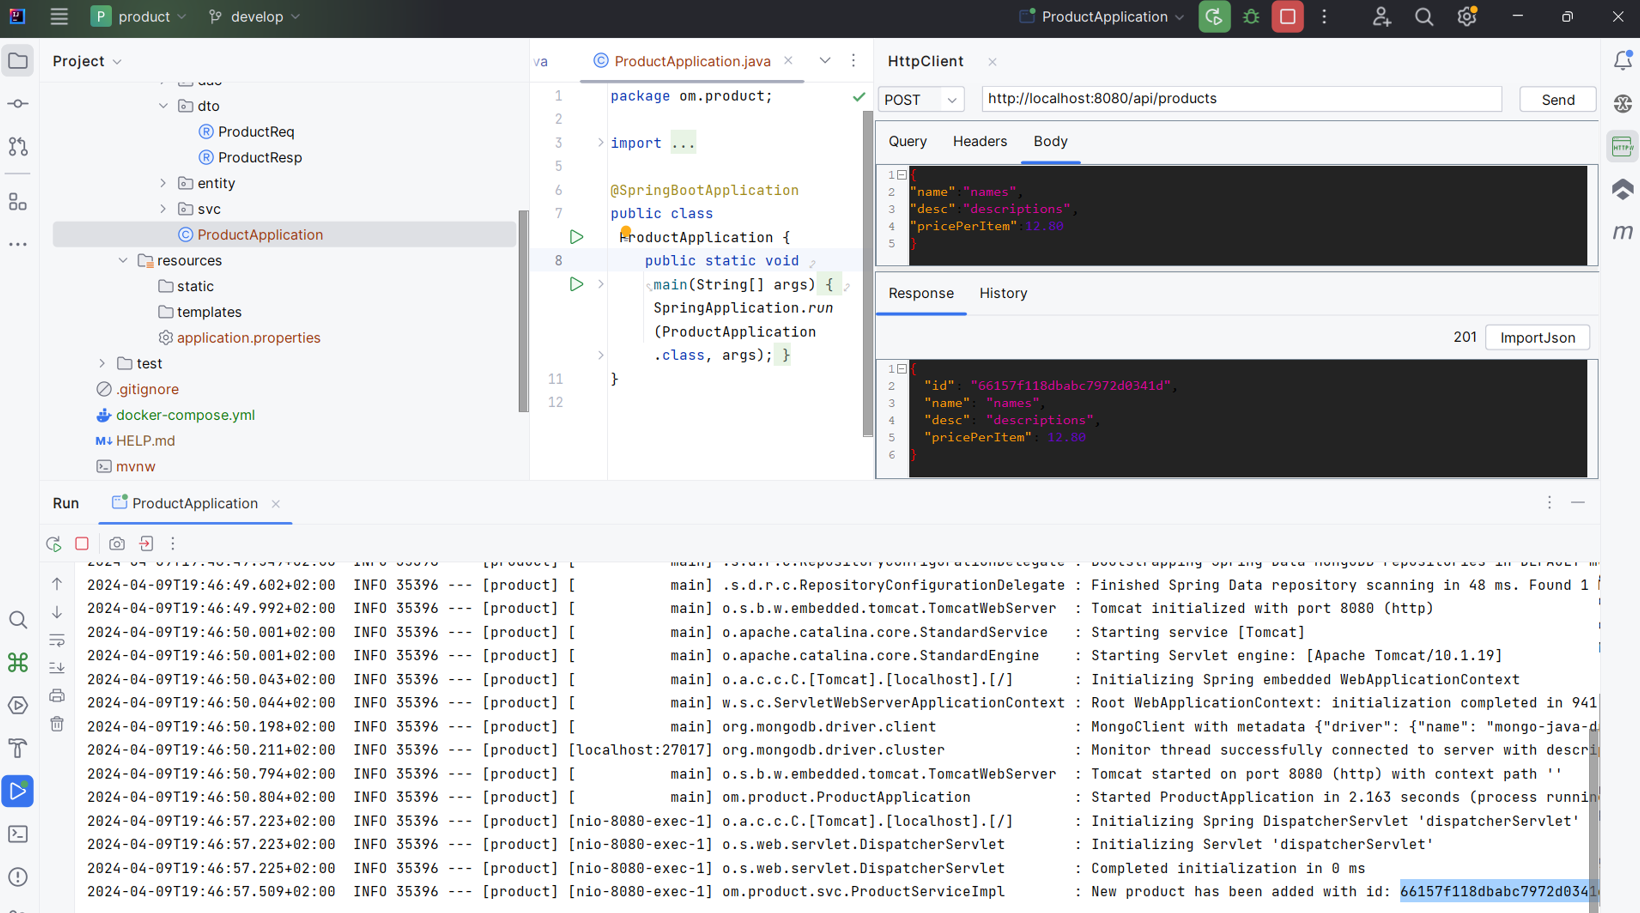 P product develop ProductApplication
Project
dto
ProductReq
ProductResp
entity
svc
ProductApplication
resources
static
templates
application.properties
test
.gitignore
docker-compose.yml
M↓ HELP.md
mvnw
va ProductApplication.java
1 package om.product;
2
3 import ...
5
6 @SpringBootApplication
7 public class
ProductApplication {
8 public static void
main(String[] args) {
SpringApplication.run
(ProductApplication
.class, args); }
11 }
12
HttpClient
POST http://localhost:8080/api/products Send
Query Headers Body
1 {
2 "name":"names",
3 "desc":"descriptions",
4 "pricePerItem":12.80
5 }
Response History
201 ImportJson
1 {
2 "id": "66157f118dbabc7972d0341d",
3 "name": "names",
4 "desc": "descriptions",
5 "pricePerItem": 12.80
6 }
HTTP
m
Run ProductApplication
2024-04-09T19:46:49.602+02:00 INFO 35396 --- [product] [ main] .s.d.r.c.RepositoryConfigurationDelegate : Finished Spring Data repository scanning in 48 ms. Found 1
2024-04-09T19:46:49.992+02:00 INFO 35396 --- [product] [ main] o.s.b.w.embedded.tomcat.TomcatWebServer : Tomcat initialized with port 8080 (http)
2024-04-09T19:46:50.001+02:00 INFO 35396 --- [product] [ main] o.apache.catalina.core.StandardService : Starting service [Tomcat]
2024-04-09T19:46:50.001+02:00 INFO 35396 --- [product] [ main] o.apache.catalina.core.StandardEngine : Starting Servlet engine: [Apache Tomcat/10.1.19]
2024-04-09T19:46:50.043+02:00 INFO 35396 --- [product] [ main] o.a.c.c.C.[Tomcat].[localhost].[/] : Initializing Spring embedded WebApplicationContext
2024-04-09T19:46:50.044+02:00 INFO 35396 --- [product] [ main] w.s.c.ServletWebServerApplicationContext : Root WebApplicationContext: initialization completed in 941
2024-04-09T19:46:50.198+02:00 INFO 35396 --- [product] [ main] org.mongodb.driver.client : MongoClient with metadata {"driver": {"name": "mongo-java-d
2024-04-09T19:46:50.211+02:00 INFO 35396 --- [product] [localhost:27017] org.mongodb.driver.cluster : Monitor thread successfully connected to server with descri
2024-04-09T19:46:50.794+02:00 INFO 35396 --- [product] [ main] o.s.b.w.embedded.tomcat.TomcatWebServer : Tomcat started on port 8080 (http) with context path ''
2024-04-09T19:46:50.804+02:00 INFO 35396 --- [product] [ main] om.product.ProductApplication : Started ProductApplication in 2.163 seconds (process runnin
2024-04-09T19:46:57.223+02:00 INFO 35396 --- [product] [nio-8080-exec-1] o.a.c.c.C.[Tomcat].[localhost].[/] : Initializing Spring DispatcherServlet 'dispatcherServlet'
2024-04-09T19:46:57.223+02:00 INFO 35396 --- [product] [nio-8080-exec-1] o.s.web.servlet.DispatcherServlet : Initializing Servlet 'dispatcherServlet'
2024-04-09T19:46:57.225+02:00 INFO 35396 --- [product] [nio-8080-exec-1] o.s.web.servlet.DispatcherServlet : Completed initialization in 0 ms
2024-04-09T19:46:57.509+02:00 INFO 35396 --- [product] [nio-8080-exec-1] om.product.svc.ProductServiceImpl : New product has been added with id: 66157f118dbabc7972d0341